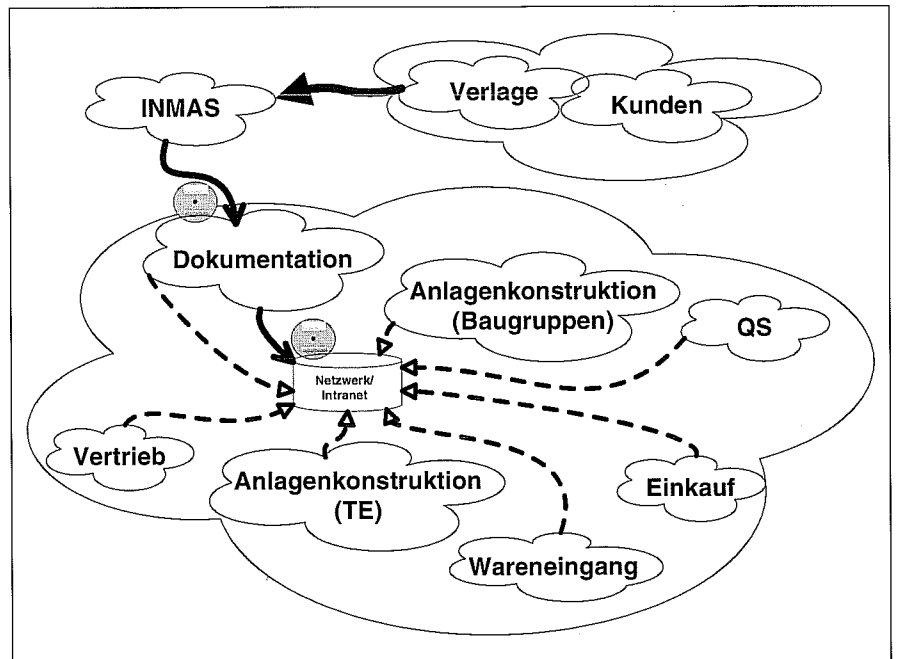 INMAS
Verlage
Kunden
Dokumentation
Anlagenkonstruktion
(Baugruppen)
QS
Netzwerk/
Intranet
Vertrieb
Anlagenkonstruktion
(TE)
Einkauf
Wareneingang